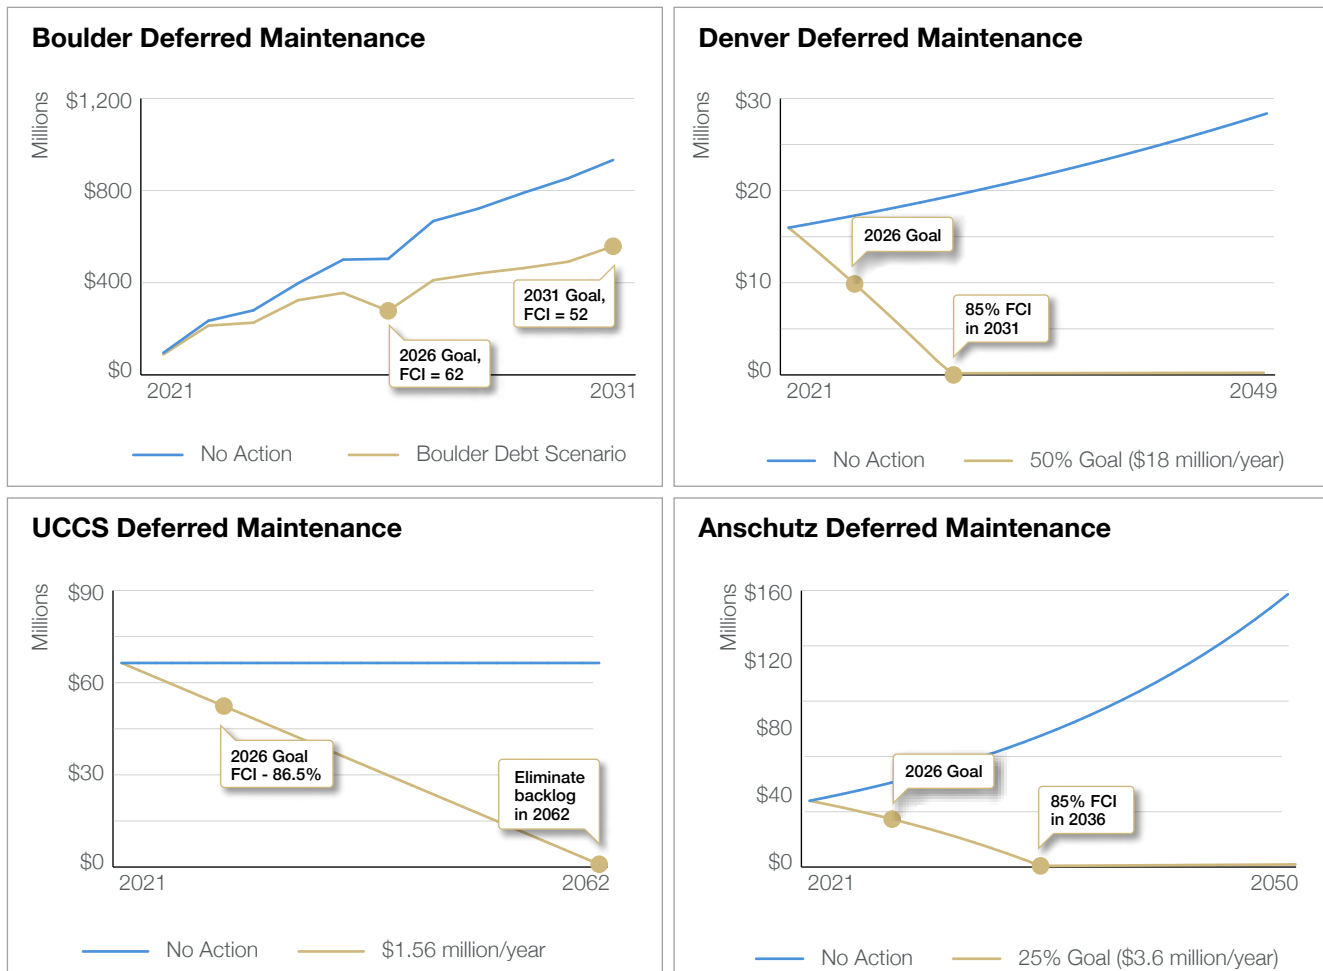 Boulder Deferred Maintenance
Millions
$1,200
$800
$400
$0
2021
2031
2026 Goal,
FCI = 62
2031 Goal,
FCI = 52
No Action
Boulder Debt Scenario
Denver Deferred Maintenance
Millions
$30
$20
$10
$0
2021
2049
2026 Goal
85% FCI
in 2031
No Action
50% Goal ($18 million/year)
UCCS Deferred Maintenance
Millions
$90
$60
$30
$0
2021
2062
2026 Goal
FCI - 86.5%
Eliminate
backlog
in 2062
No Action
$1.56 million/year
Anschutz Deferred Maintenance
Millions
$160
$120
$80
$40
$0
2021
2050
2026 Goal
85% FCI
in 2036
No Action
25% Goal ($3.6 million/year)